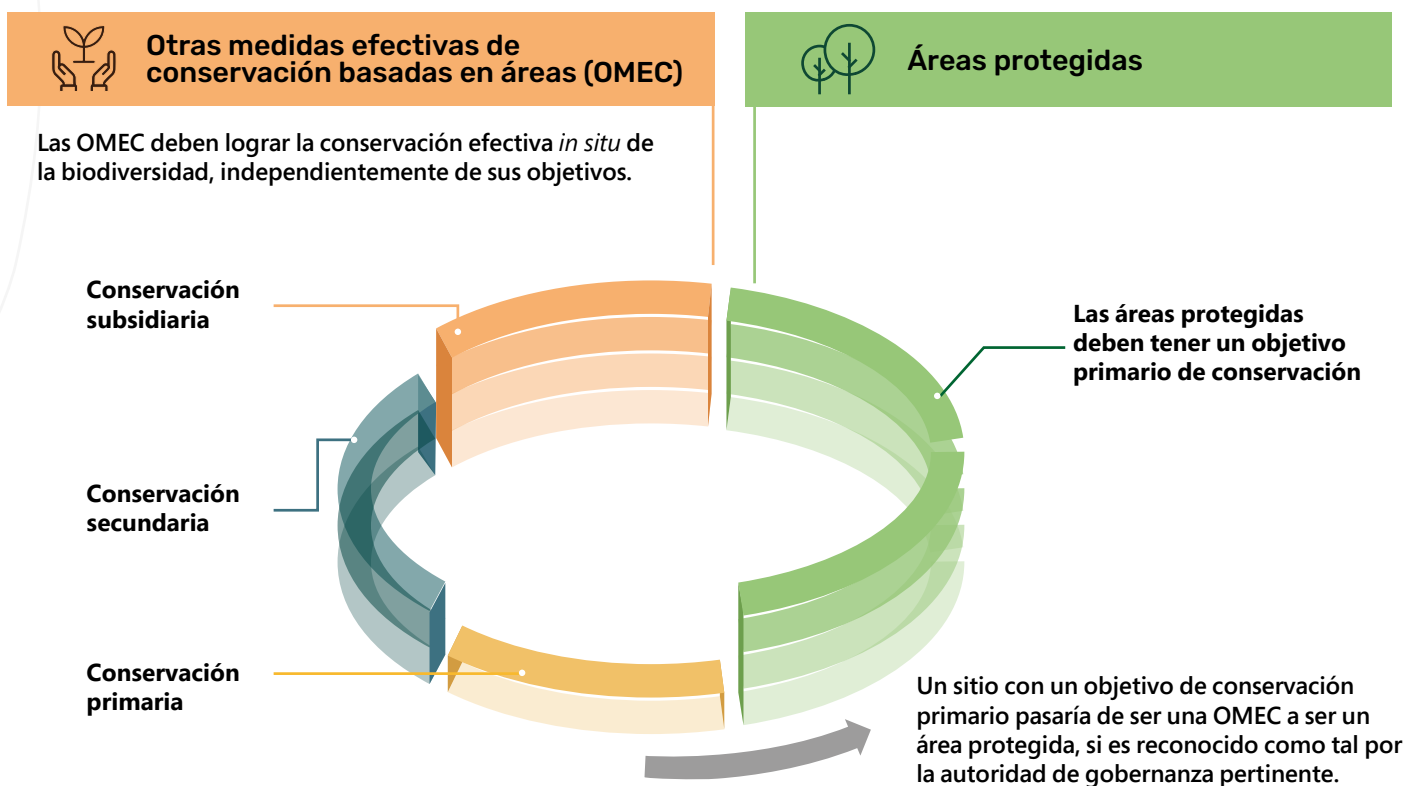 Otras medidas efectivas de
conservación basadas en áreas (OMEC)
Áreas protegidas
Las OMEC deben lograr la conservación efectiva in situ de
la biodiversidad, independientemente de sus objetivos.
Conservación
subsidiaria
Las áreas protegidas
deben tener un objetivo
primario de conservación
Conservación
secundaria
Conservación
primaria
Un sitio con un objetivo de conservación
primario pasaría de ser una OMEC a ser un
área protegida, si es reconocido como tal por
la autoridad de gobernanza pertinente.